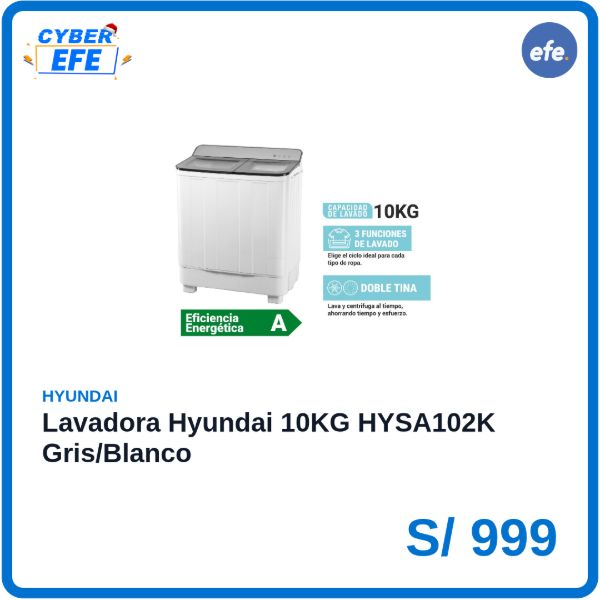 CYBER
EFE
efe.
CAPACIDAD
DE LAVADO 10KG
3 FUNCIONES
DE LAVADO
Elige el ciclo ideal para cada
tipo de ropa.
DOBLE TINA
Lava y centrifuga al tiempo,
ahorrando tiempo y esfuerzo.
Eficiencia
Energética A
HYUNDAI
Lavadora Hyundai 10KG HYSA102K
Gris/Blanco
S/ 999